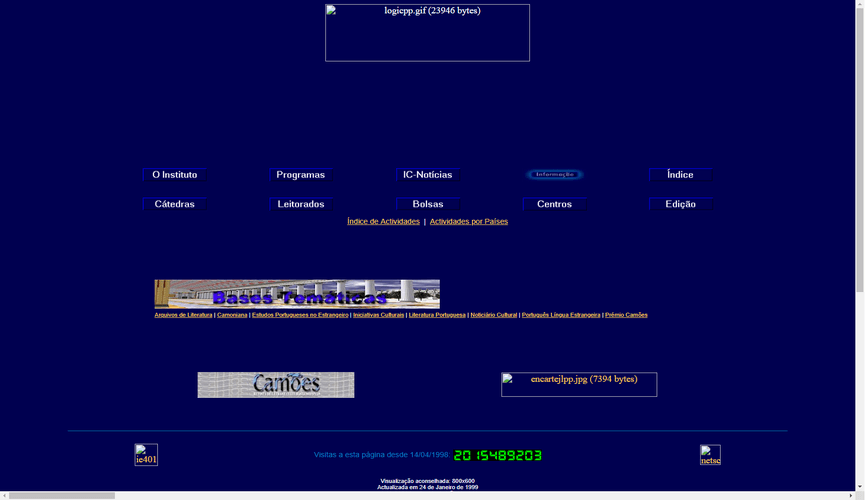 logicpp.gif (23946 bytes)
O Instituto Programas IC-Notícias Informação Índice
Cátedras Leitorados Bolsas Centros Edição
Índice de Actividades | Actividades por Países
Bases Temáticas
Arquivos de Literatura | Camoniana | Estudos Portugueses no Estrangeiro | Iniciativas Culturais | Literatura Portuguesa | Noticiário Cultural | Português Língua Estrangeira | Prémio Camões
Camões encartejlpp.jpg (7394 bytes)
ie401 Visitas a esta página desde 14/04/1998: 2015489203 netsc
Visualização aconselhada: 800x600
Actualizada em 24 de Janeiro de 1999